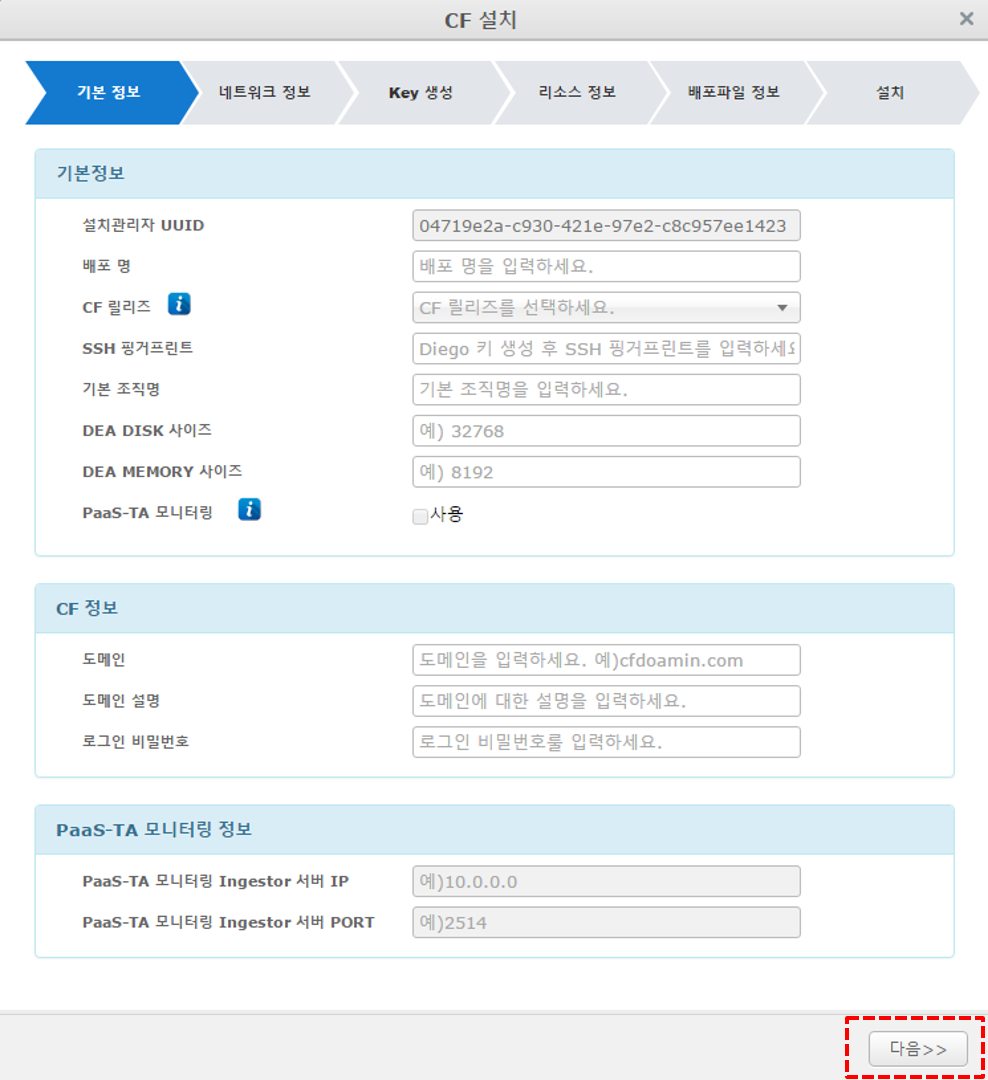 CF 설치
×
기본 정보
네트워크 정보
Key 생성
리소스 정보
배포파일 정보
설치
기본정보
설치관리자 UUID
04719e2a-c930-421e-97e2-c8c957ee1423
배포 명
배포 명을 입력하세요.
CF 릴리즈
CF 릴리즈를 선택하세요.
SSH 핑거프린트
Diego 키 생성 후 SSH 핑거프린트를 입력하세요
기본 조직명
기본 조직명을 입력하세요.
DEA DISK 사이즈
예) 32768
DEA MEMORY 사이즈
예) 8192
PaaS-TA 모니터링
사용
CF 정보
도메인
도메인을 입력하세요. 예)cfdoamin.com
도메인 설명
도메인에 대한 설명을 입력하세요.
로그인 비밀번호
로그인 비밀번호룰 입력하세요.
PaaS-TA 모니터링 정보
PaaS-TA 모니터링 Ingestor 서버 IP
예)10.0.0.0
PaaS-TA 모니터링 Ingestor 서버 PORT
예)2514
다음>>